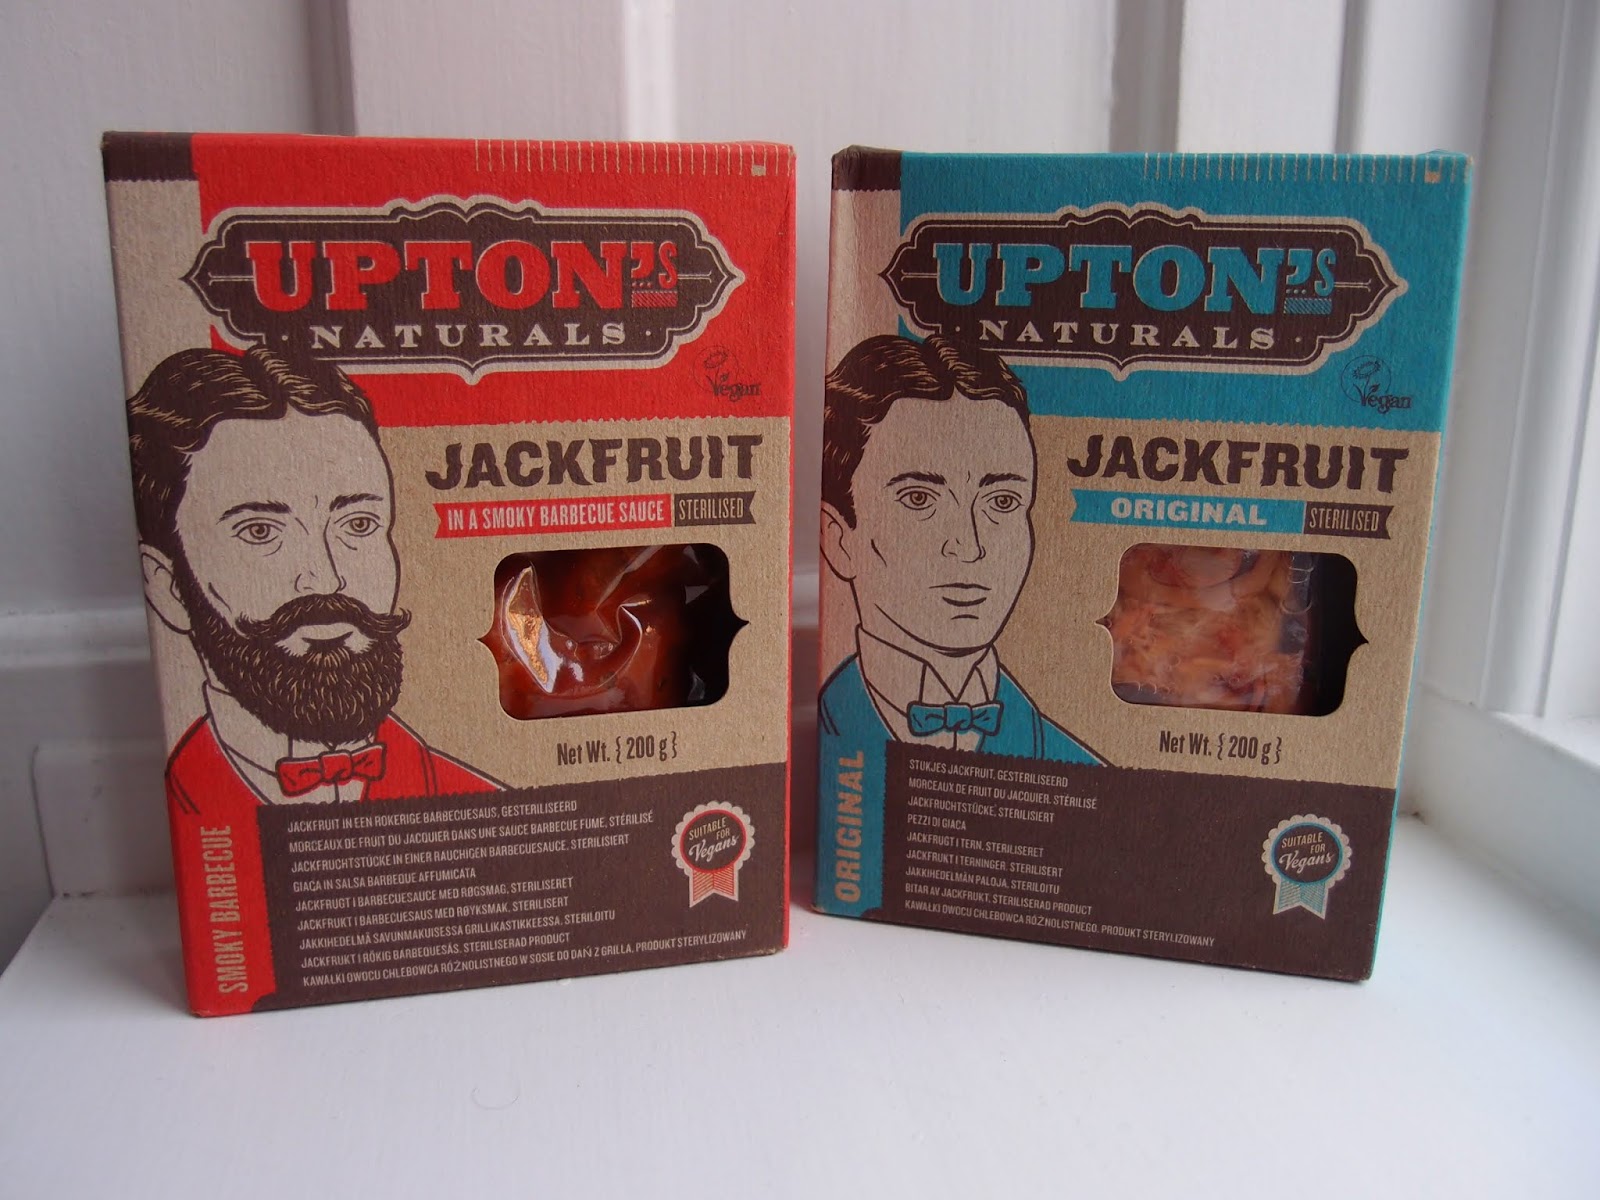 UPTON'S
· NATURALS ·
Vegan
JACKFRUIT
IN A SMOKY BARBECUE SAUCE STERILISED
Net Wt. { 200 g }
JACKFRUIT IN EEN ROKERIGE BARBECUESAUS, GESTERILISEERD
MORCEAUX DE FRUIT DU JACQUIER DANS UNE SAUCE BARBECUE FUMÉ, STÉRILISÉ
JACKFRUCHTSTÜCKE IN EINER RAUCHIGEN BARBECUESAUCE, STERILISIERT
GIACA IN SALSA BARBEQUE AFFUMICATA
JACKFRUGT I BARBECUESAUCE MED RØGSMAG, STERILISERET
JACKFRUKT I BARBECUESAUS MED RØYKSMAK, STERILISERT
JAKKIHEDELMÄ SAVUNMAKUISESSA GRILLIKASTIKKEESSA, STERILOITU
JACKFRUKT I RÖKIG BARBEQUESÅS, STERILISERAD PRODUCT
KAWAŁKI OWOCU CHLEBOWCA RÓŻNOLISTNEGO W SOSIE DO DAŃ Z GRILLA, PRODUKT STERYLIZOWANY
SUITABLE
FOR
Vegans
SMOKY BARBECUE
UPTON'S
· NATURALS ·
Vegan
JACKFRUIT
ORIGINAL STERILISED
Net Wt. { 200 g }
STUKJES JACKFRUIT, GESTERILISEERD
MORCEAUX DE FRUIT DU JACQUIER, STÉRILISÉ
JACKFRUCHTSTÜCKE, STERILISIERT
PEZZI DI GIACA
JACKFRUGT I TERN, STERILISERET
JACKFRUKT I TERNINGER, STERILISERT
JAKKIHEDELMÄN PALOJA, STERILOITU
BITAR AV JACKFRUKT, STERILISERAD PRODUCT
KAWAŁKI OWOCU CHLEBOWCA RÓŻNOLISTNEGO, PRODUKT STERYLIZOWANY
SUITABLE
FOR
Vegans
ORIGINAL